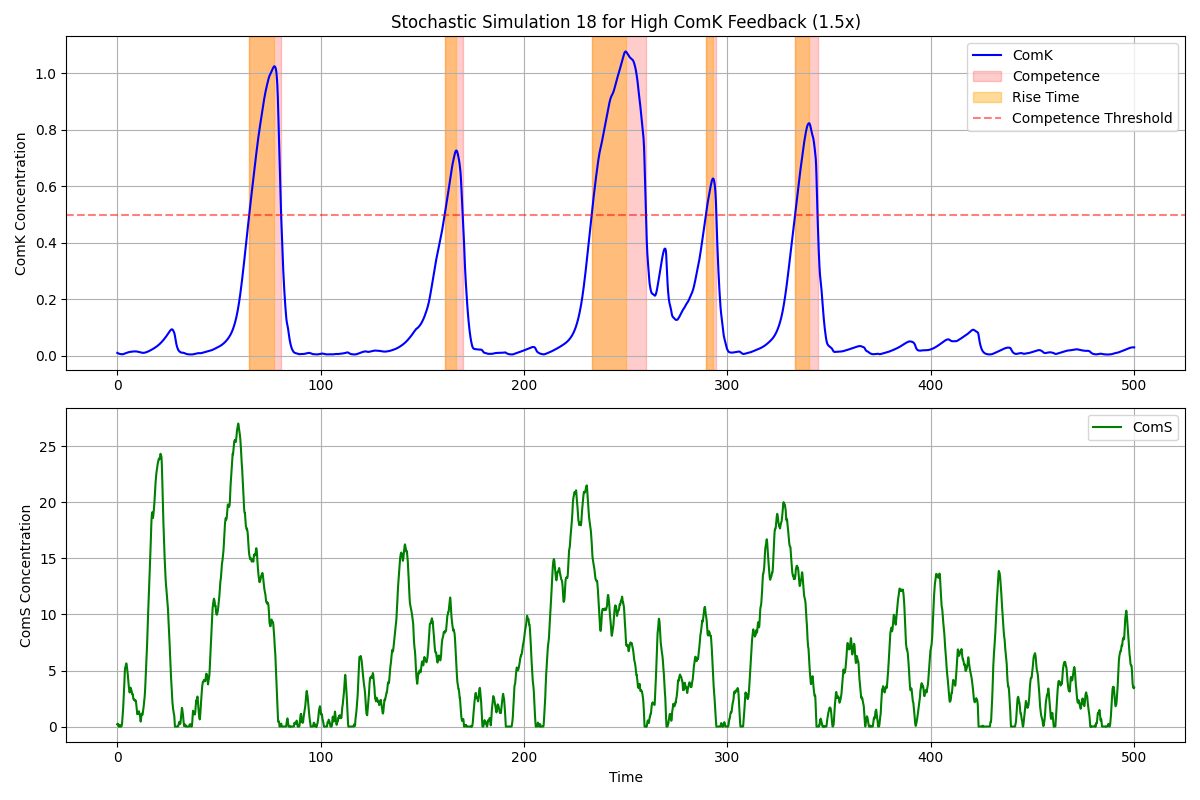 Stochastic Simulation 18 for High ComK Feedback (1.5x)
ComK Concentration
1.0
0.8
0.6
0.4
0.2
0.0
ComK
Competence
Rise Time
Competence Threshold
0 100 200 300 400 500
ComS Concentration
25
20
15
10
5
0
ComS
0 100 200 300 400 500
Time